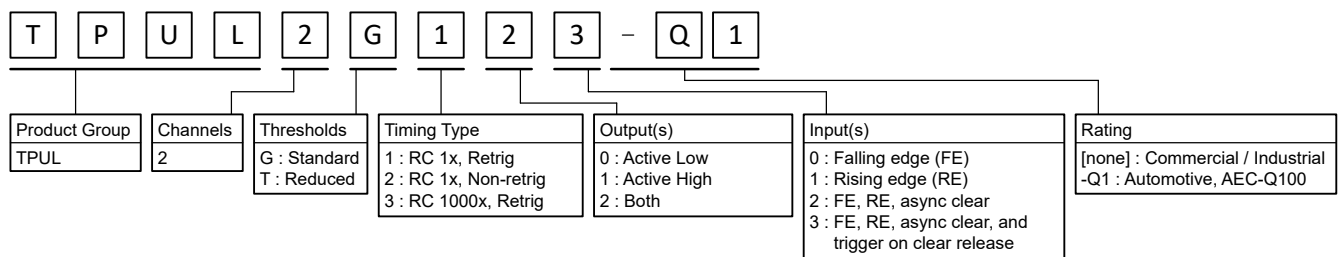 T P U L 2 G 1 2 3 – Q 1
Product Group
TPUL
Channels
2
Thresholds
G : Standard
T : Reduced
Timing Type
1 : RC 1x, Retrig
2 : RC 1x, Non-retrig
3 : RC 1000x, Retrig
Output(s)
0 : Active Low
1 : Active High
2 : Both
Input(s)
0 : Falling edge (FE)
1 : Rising edge (RE)
2 : FE, RE, async clear
3 : FE, RE, async clear, and
trigger on clear release
Rating
[none] : Commercial / Industrial
-Q1 : Automotive, AEC-Q100